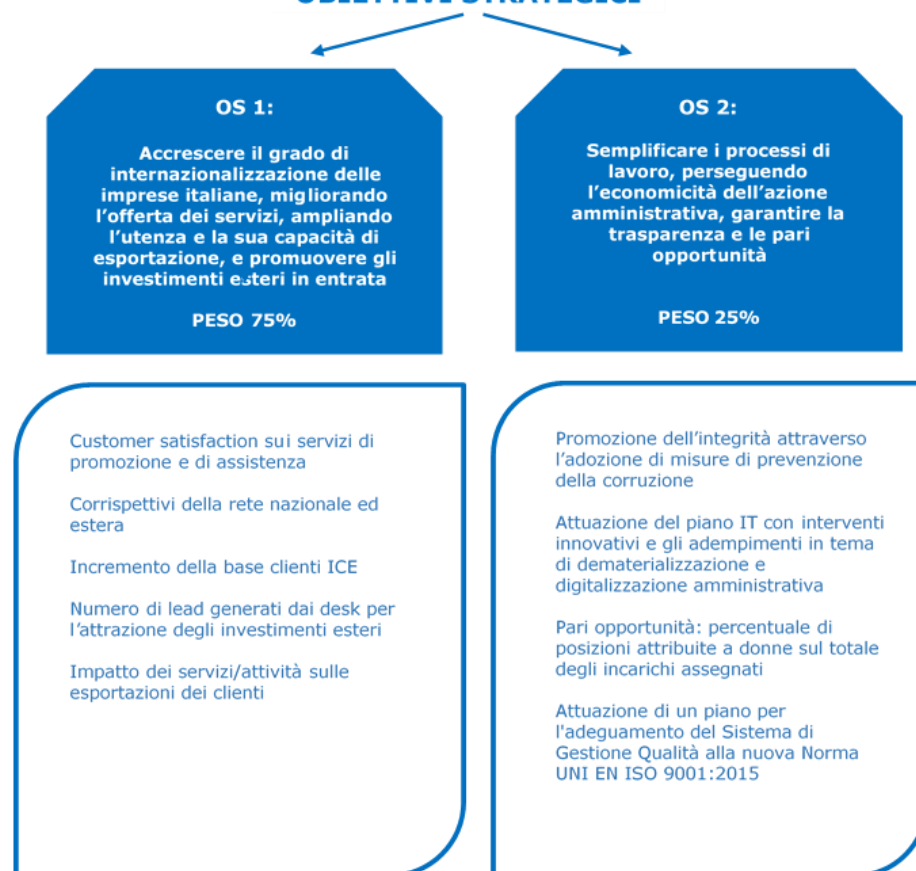 OBIETTIVI STRATEGICI
OS 1:
Accrescere il grado di
internazionalizzazione delle
imprese italiane, migliorando
l’offerta dei servizi, ampliando
l’utenza e la sua capacità di
esportazione, e promuovere gli
investimenti esteri in entrata
PESO 75%
OS 2:
Semplificare i processi di
lavoro, perseguendo
l’economicità dell’azione
amministrativa, garantire la
trasparenza e le pari
opportunità
PESO 25%
Customer satisfaction sui servizi di
promozione e di assistenza
Corrispettivi della rete nazionale ed
estera
Incremento della base clienti ICE
Numero di lead generati dai desk per
l’attrazione degli investimenti esteri
Impatto dei servizi/attività sulle
esportazioni dei clienti
Promozione dell’integrità attraverso
l’adozione di misure di prevenzione
della corruzione
Attuazione del piano IT con interventi
innovativi e gli adempimenti in tema
di dematerializzazione e
digitalizzazione amministrativa
Pari opportunità: percentuale di
posizioni attribuite a donne sul totale
degli incarichi assegnati
Attuazione di un piano per
l'adeguamento del Sistema di
Gestione Qualità alla nuova Norma
UNI EN ISO 9001:2015